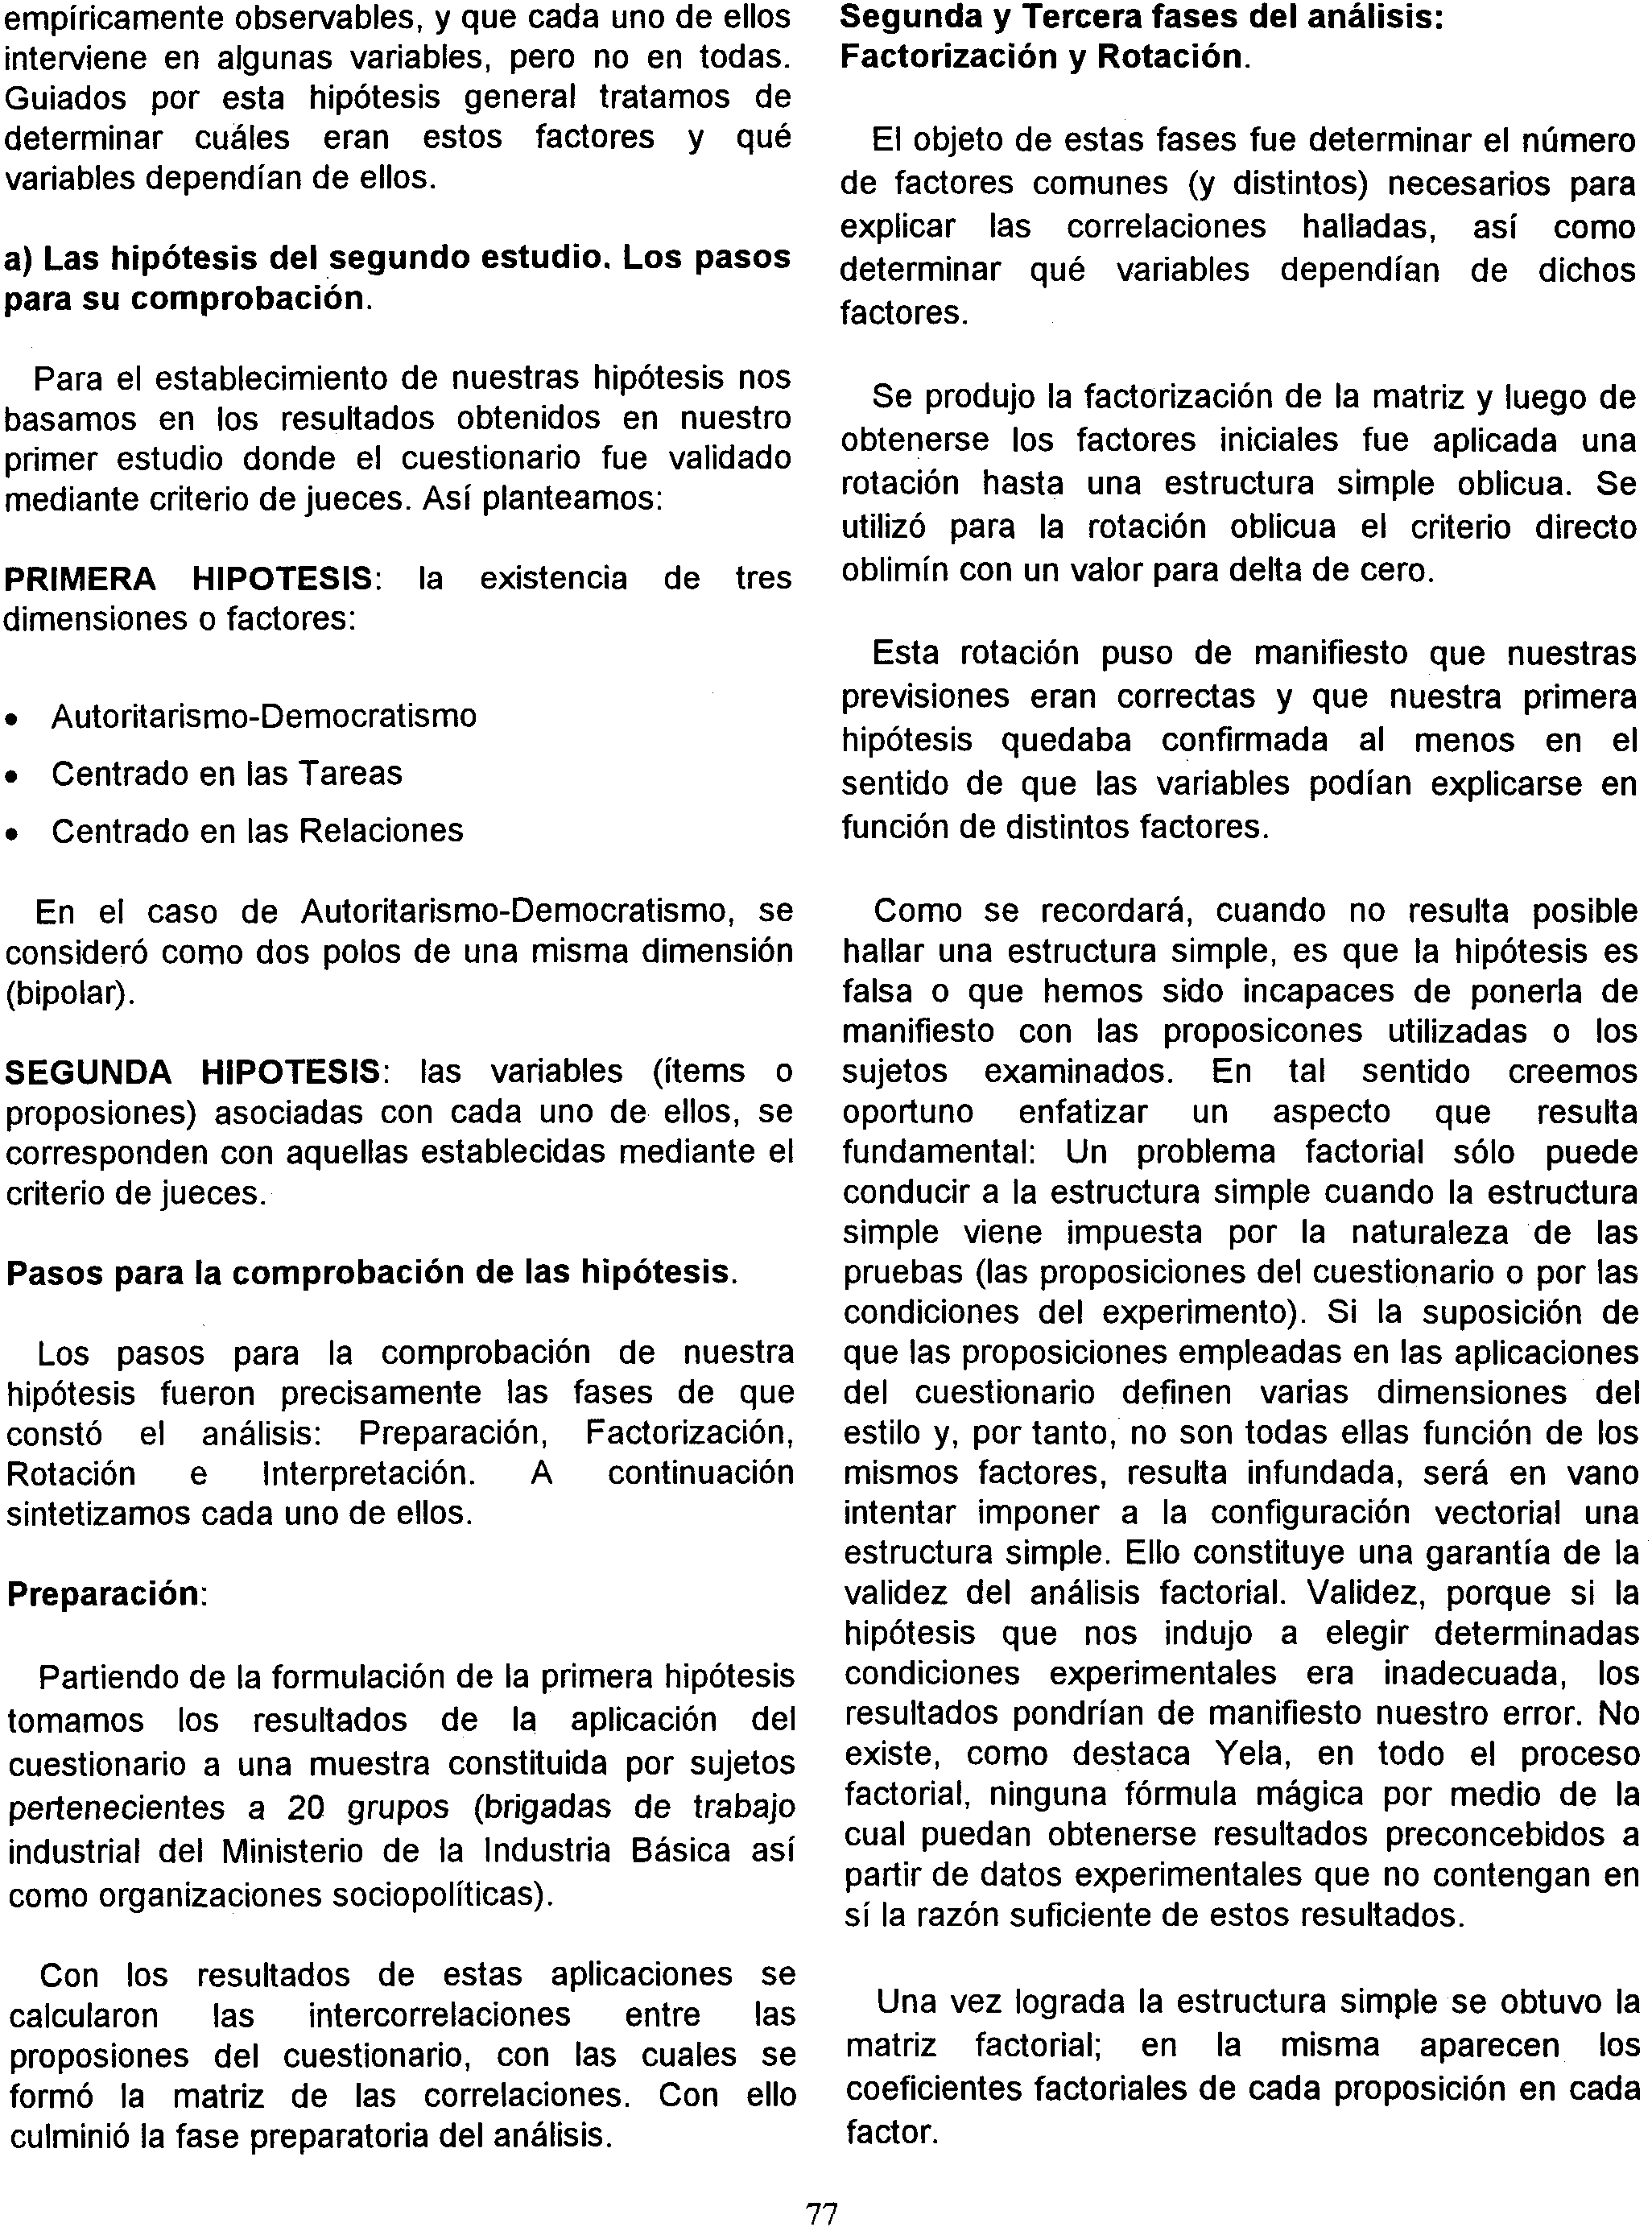 empíricamente observables, y que cada uno de ellos
interviene en algunas variables, pero no en todas.
Guiados por esta hipótesis general tratamos de
determinar cuáles eran estos factores y qué
variables dependían de ellos.
a) Las hipótesis del segundo estudio. Los pasos
para su comprobación.
Para el establecimiento de nuestras hipótesis nos
basamos en los resultados obtenidos en nuestro
primer estudio donde el cuestionario fue validado
mediante criterio de jueces. Así planteamos:
PRIMERA HIPOTESIS: la existencia de tres
dimensiones o factores:
• Autoritarismo-Democratismo
• Centrado en las Tareas
• Centrado en las Relaciones
En el caso de Autoritarismo-Democratismo, se
consideró como dos polos de una misma dimensión
(bipolar).
SEGUNDA HIPOTESIS: las variables (ítems o
proposiones) asociadas con cada uno de ellos, se
corresponden con aquellas establecidas mediante el
criterio de jueces.
Pasos para la comprobación de las hipótesis.
Los pasos para la comprobación de nuestra
hipótesis fueron precisamente las fases de que
constó el análisis: Preparación, Factorización,
Rotación e Interpretación. A continuación
sintetizamos cada uno de ellos.
Preparación:
Partiendo de la formulación de la primera hipótesis
tomamos los resultados de la aplicación del
cuestionario a una muestra constituida por sujetos
pertenecientes a 20 grupos (brigadas de trabajo
industrial del Ministerio de la Industria Básica así
como organizaciones sociopolíticas).
Con los resultados de estas aplicaciones se
calcularon las intercorrelaciones entre las
proposiones del cuestionario, con las cuales se
formó la matriz de las correlaciones. Con ello
culminió la fase preparatoria del análisis.
Segunda y Tercera fases del análisis:
Factorización y Rotación.
El objeto de estas fases fue determinar el número
de factores comunes (y distintos) necesarios para
explicar las correlaciones halladas, así como
determinar qué variables dependían de dichos
factores.
Se produjo la factorización de la matriz y luego de
obtenerse los factores iniciales fue aplicada una
rotación hasta una estructura simple oblicua. Se
utilizó para la rotación oblicua el criterio directo
oblimín con un valor para delta de cero.
Esta rotación puso de manifiesto que nuestras
previsiones eran correctas y que nuestra primera
hipótesis quedaba confirmada al menos en el
sentido de que las variables podían explicarse en
función de distintos factores.
Como se recordará, cuando no resulta posible
hallar una estructura simple, es que la hipótesis es
falsa o que hemos sido incapaces de ponerla de
manifiesto con las proposicones utilizadas o los
sujetos examinados. En tal sentido creemos
oportuno enfatizar un aspecto que resulta
fundamental: Un problema factorial sólo puede
conducir a la estructura simple cuando la estructura
simple viene impuesta por la naturaleza de las
pruebas (las proposiciones del cuestionario o por las
condiciones del experimento). Si la suposición de
que las proposiciones empleadas en las aplicaciones
del cuestionario definen varias dimensiones del
estilo y, por tanto, no son todas ellas función de los
mismos factores, resulta infundada, será en vano
intentar imponer a la configuración vectorial una
estructura simple. Ello constituye una garantía de la
validez del análisis factorial. Validez, porque si la
hipótesis que nos indujo a elegir determinadas
condiciones experimentales era inadecuada, los
resultados pondrían de manifiesto nuestro error. No
existe, como destaca Yela, en todo el proceso
factorial, ninguna fórmula mágica por medio de la
cual puedan obtenerse resultados preconcebidos a
partir de datos experimentales que no contengan en
sí la razón suficiente de estos resultados.
Una vez lograda la estructura simple se obtuvo la
matriz factorial; en la misma aparecen los
coeficientes factoriales de cada proposición en cada
factor.
77